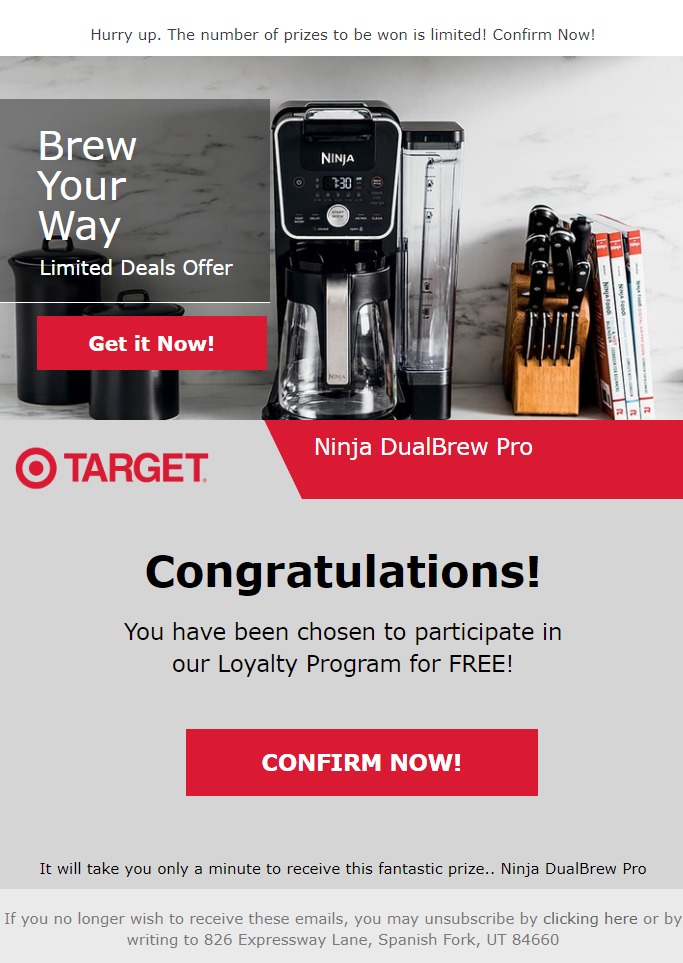 Hurry up. The number of prizes to be won is limited! Confirm Now!
Brew
Your
Way
Limited Deals Offer
Get it Now!
NINJA
7:30
NINJA
TARGET
Ninja DualBrew Pro
Congratulations!
You have been chosen to participate in
our Loyalty Program for FREE!
CONFIRM NOW!
It will take you only a minute to receive this fantastic prize.. Ninja DualBrew Pro
If you no longer wish to receive these emails, you may unsubscribe by clicking here or by
writing to 826 Expressway Lane, Spanish Fork, UT 84660